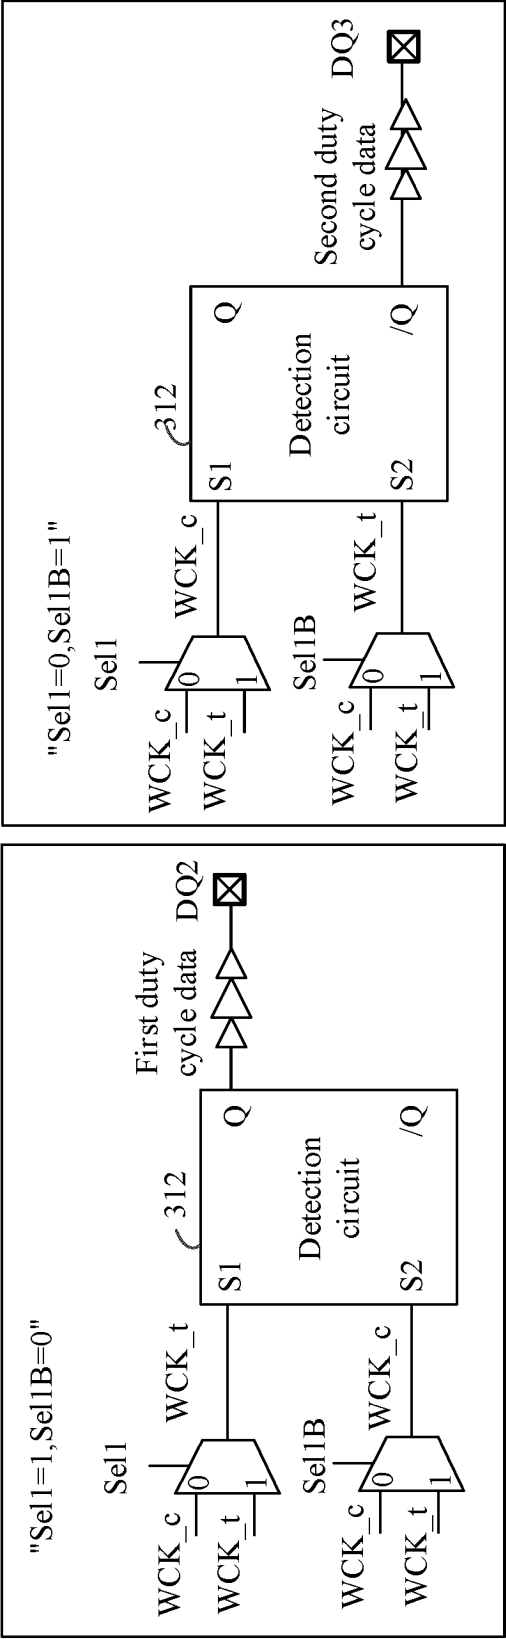 "Sel1=1,Sel1B=0"
Sel1
WCK_c
0
WCK_t
1
WCK_t
Sel1B
WCK_c
0
WCK_t
1
WCK_c
312
S1
Q
Detection
circuit
S2
/Q
First duty
cycle data
DQ2
"Sel1=0,Sel1B=1"
Sel1
WCK_c
0
WCK_t
1
WCK_c
Sel1B
WCK_c
0
WCK_t
1
WCK_t
312
S1
Q
Detection
circuit
S2
/Q
Second duty
cycle data
DQ3